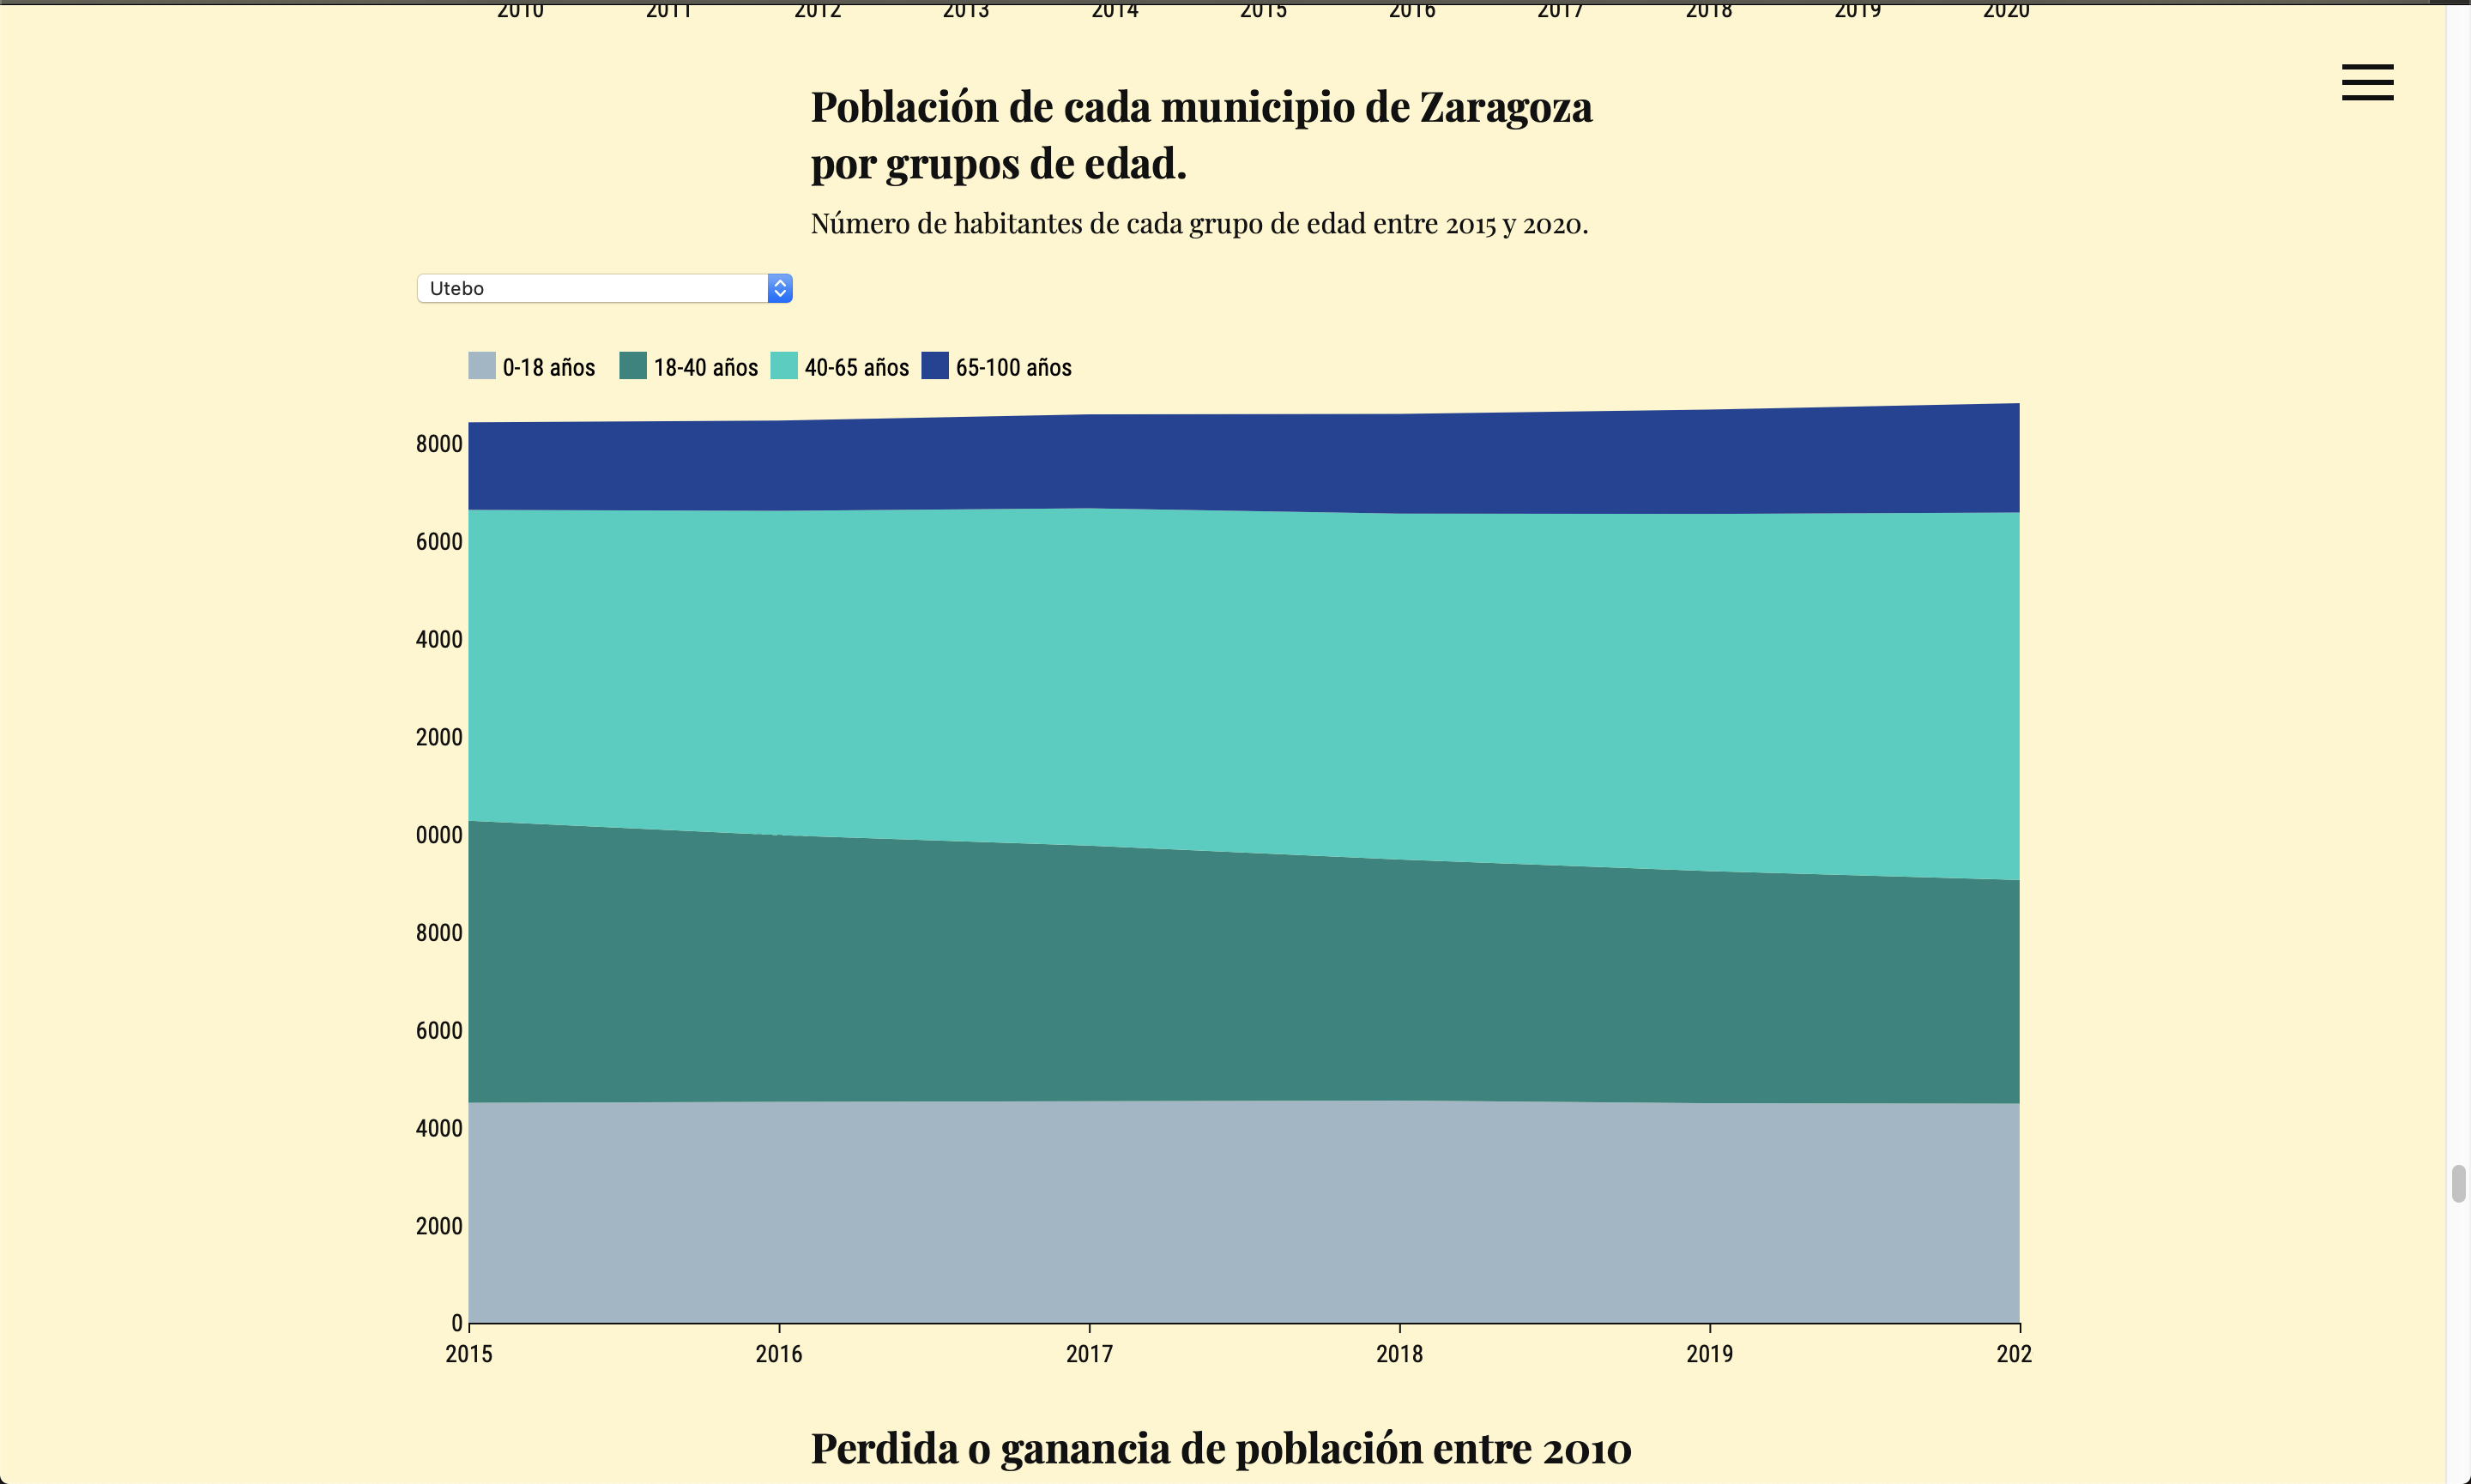 2010 2011 2012 2013 2014 2015 2016 2017 2018 2019 2020
Población de cada municipio de Zaragoza
por grupos de edad.
Número de habitantes de cada grupo de edad entre 2015 y 2020.
Utebo
0-18 años 18-40 años 40-65 años 65-100 años
8000
6000
4000
2000
0000
8000
6000
4000
2000
0
2015 2016 2017 2018 2019 202
Perdida o ganancia de población entre 2010